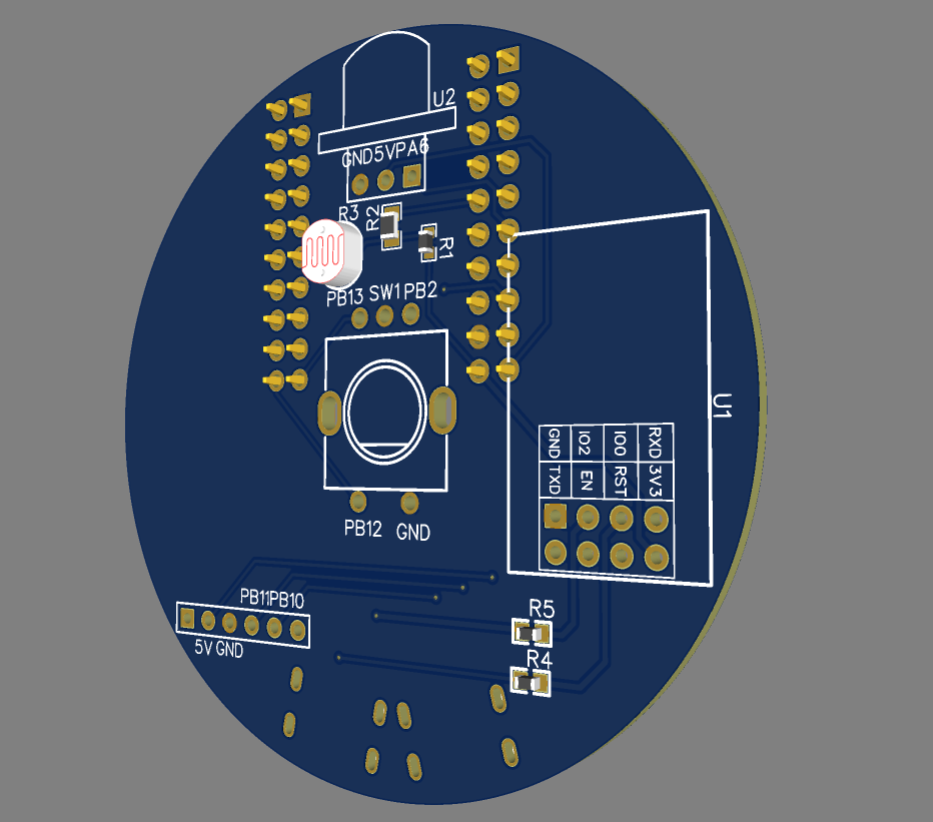 U2
GND5VPA6
R3
R2
R1
PB13 SW1 PB2
U1
GND IO2 IO0 RXD
TXD EN RST 3V3
PB12 GND
PB11PB10
5V GND
R5
R4